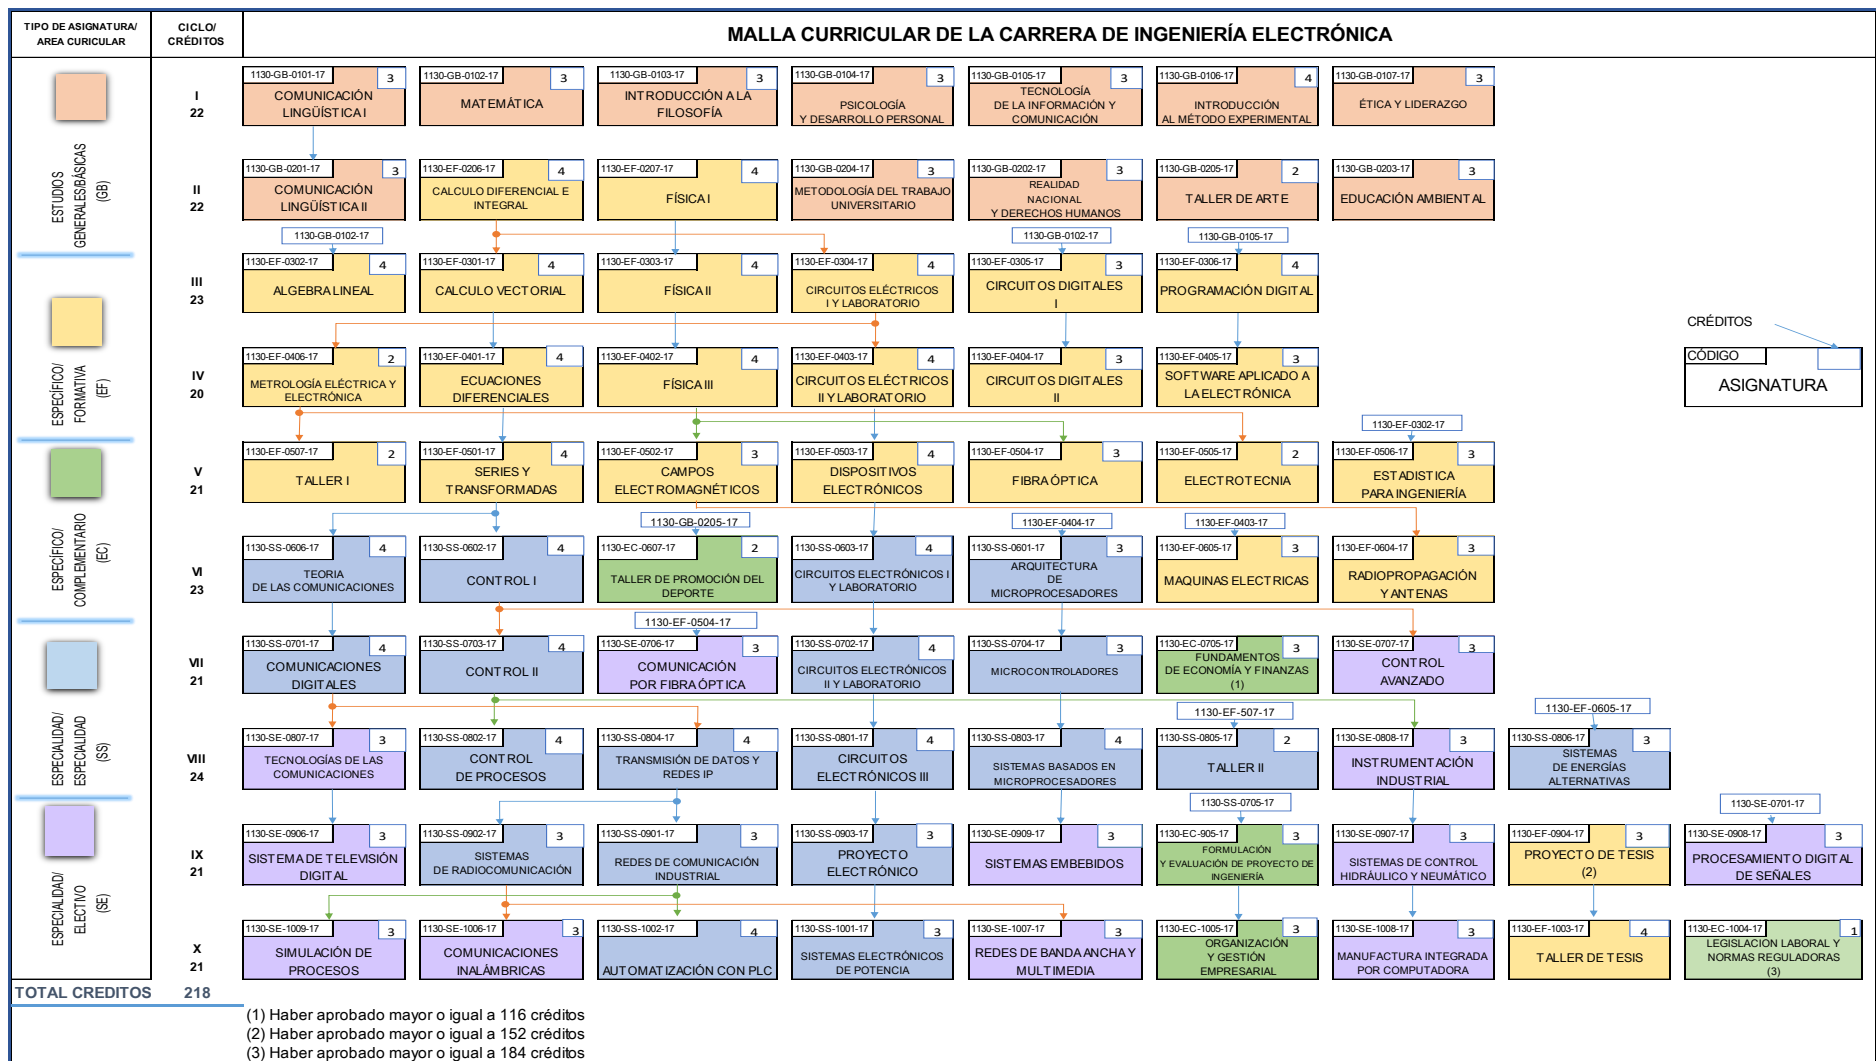 TIPO DE ASIGNATURA/
AREA CURICULAR
CICLO/
CRÉDITOS
MALLA CURRICULAR DE LA CARRERA DE INGENIERÍA ELECTRÓNICA
ESTUDIOS
GENERALES/BÁSICAS
(GB)
ESPECÍFICO/
FORMATIVA
(EF)
ESPECÍFICO/
COMPLEMENTARIO
(EC)
ESPECIALIDAD/
ESPECIALIDAD
(SS)
ESPECIALIDAD/
ELECTIVO
(SE)
I
22
1130-GB-0101-17 3
COMUNICACIÓN
LINGÜÍSTICA I
1130-GB-0102-17 3
MATEMÁTICA
1130-GB-0103-17 3
INTRODUCCIÓN A LA
FILOSOFÍA
1130-GB-0104-17 3
PSICOLOGÍA
Y DESARROLLO PERSONAL
1130-GB-0105-17 3
TECNOLOGÍA
DE LA INFORMACIÓN Y
COMUNICACIÓN
1130-GB-0106-17 4
INTRODUCCIÓN
AL MÉTODO EXPERIMENTAL
1130-GB-0107-17 3
ÉTICA Y LIDERAZGO
II
22
1130-GB-0201-17 3
COMUNICACIÓN
LINGÜÍSTICA II
1130-EF-0206-17 4
CALCULO DIFERENCIAL E
INTEGRAL
1130-EF-0207-17 4
FÍSICA I
1130-GB-0204-17 3
METODOLOGÍA DEL TRABAJO
UNIVERSITARIO
1130-GB-0202-17 3
REALIDAD
NACIONAL
Y DERECHOS HUMANOS
1130-GB-0205-17 2
TALLER DE ARTE
1130-GB-0203-17 3
EDUCACIÓN AMBIENTAL
1130-GB-0102-17
1130-GB-0102-17
1130-GB-0105-17
III
23
1130-EF-0302-17 4
ALGEBRA LINEAL
1130-EF-0301-17 4
CALCULO VECTORIAL
1130-EF-0303-17 4
FÍSICA II
1130-EF-0304-17 4
CIRCUITOS ELÉCTRICOS
I Y LABORATORIO
1130-EF-0305-17 3
CIRCUITOS DIGITALES
I
1130-EF-0306-17 4
PROGRAMACIÓN DIGITAL
CRÉDITOS
CÓDIGO
ASIGNATURA
IV
20
1130-EF-0406-17 2
METROLOGÍA ELÉCTRICA Y
ELECTRÓNICA
1130-EF-0401-17 4
ECUACIONES
DIFERENCIALES
1130-EF-0402-17 4
FÍSICA III
1130-EF-0403-17 4
CIRCUITOS ELÉCTRICOS
II Y LABORATORIO
1130-EF-0404-17 3
CIRCUITOS DIGITALES
II
1130-EF-0405-17 3
SOFTWARE APLICADO A
LA ELECTRÓNICA
1130-EF-0302-17
V
21
1130-EF-0507-17 2
TALLER I
1130-EF-0501-17 4
SERIES Y
TRANSFORMADAS
1130-EF-0502-17 3
CAMPOS
ELECTROMAGNÉTICOS
1130-EF-0503-17 4
DISPOSITIVOS
ELECTRÓNICOS
1130-EF-0504-17 3
FIBRA ÓPTICA
1130-EF-0505-17 2
ELECTROTECNIA
1130-EF-0506-17 3
ESTADISTICA
PARA INGENIERÍA
1130-GB-0205-17
1130-EF-0404-17
1130-EF-0403-17
VI
23
1130-SS-0606-17 4
TEORIA
DE LAS COMUNICACIONES
1130-SS-0602-17 4
CONTROL I
1130-EC-0607-17 2
TALLER DE PROMOCIÓN DEL
DEPORTE
1130-SS-0603-17 4
CIRCUITOS ELECTRÓNICOS I
Y LABORATORIO
1130-SS-0601-17 3
ARQUITECTURA
DE
MICROPROCESADORES
1130-EF-0605-17 3
MAQUINAS ELECTRICAS
1130-EF-0604-17 3
RADIOPROPAGACIÓN
Y ANTENAS
1130-EF-0504-17
VII
21
1130-SS-0701-17 4
COMUNICACIONES
DIGITALES
1130-SS-0703-17 4
CONTROL II
1130-SE-0706-17 3
COMUNICACIÓN
POR FIBRA ÓPTICA
1130-SS-0702-17 4
CIRCUITOS ELECTRÓNICOS
II Y LABORATORIO
1130-SS-0704-17 3
MICROCONTROLADORES
1130-EC-0705-17 3
FUNDAMENTOS
DE ECONOMÍA Y FINANZAS
(1)
1130-SE-0707-17 3
CONTROL
AVANZADO
1130-EF-507-17
1130-EF-0605-17
VIII
24
1130-SE-0807-17 3
TECNOLOGÍAS DE LAS
COMUNICACIONES
1130-SS-0802-17 4
CONTROL
DE PROCESOS
1130-SS-0804-17 4
TRANSMISIÓN DE DATOS Y
REDES IP
1130-SS-0801-17 4
CIRCUITOS
ELECTRÓNICOS III
1130-SS-0803-17 4
SISTEMAS BASADOS EN
MICROPROCESADORES
1130-SS-0805-17 2
TALLER II
1130-SE-0808-17 3
INSTRUMENTACIÓN
INDUSTRIAL
1130-SS-0806-17 3
SISTEMAS
DE ENERGÍAS
ALTERNATIVAS
1130-SS-0705-17
1130-SE-0701-17
IX
21
1130-SE-0906-17 3
SISTEMA DE TELEVISIÓN
DIGITAL
1130-SS-0902-17 3
SISTEMAS
DE RADIOCOMUNICACIÓN
1130-SS-0901-17 3
REDES DE COMUNICACIÓN
INDUSTRIAL
1130-SS-0903-17 3
PROYECTO
ELECTRÓNICO
1130-SE-0909-17 3
SISTEMAS EMBEBIDOS
1130-EC-905-17 3
FORMULACIÓN
Y EVALUACIÓN DE PROYECTO DE
INGENIERÍA
1130-SE-0907-17 3
SISTEMAS DE CONTROL
HIDRÁULICO Y NEUMÁTICO
1130-EF-0904-17 3
PROYECTO DE TESIS
(2)
1130-SE-0908-17 3
PROCESAMIENTO DIGITAL
DE SEÑALES
X
21
1130-SE-1009-17 3
SIMULACIÓN DE
PROCESOS
1130-SE-1006-17 3
COMUNICACIONES
INALÁMBRICAS
1130-SS-1002-17 4
AUTOMATIZACIÓN CON PLC
1130-SS-1001-17 3
SISTEMAS ELECTRÓNICOS
DE POTENCIA
1130-SE-1007-17 3
REDES DE BANDA ANCHA Y
MULTIMEDIA
1130-EC-1005-17 3
ORGANIZACIÓN
Y GESTIÓN
EMPRESARIAL
1130-SE-1008-17 3
MANUFACTURA INTEGRADA
POR COMPUTADORA
1130-EF-1003-17 4
TALLER DE TESIS
1130-EC-1004-17 1
LEGISLACION LABORAL Y
NORMAS REGULADORAS
(3)
TOTAL CREDITOS 218
(1) Haber aprobado mayor o igual a 116 créditos
(2) Haber aprobado mayor o igual a 152 créditos
(3) Haber aprobado mayor o igual a 184 créditos